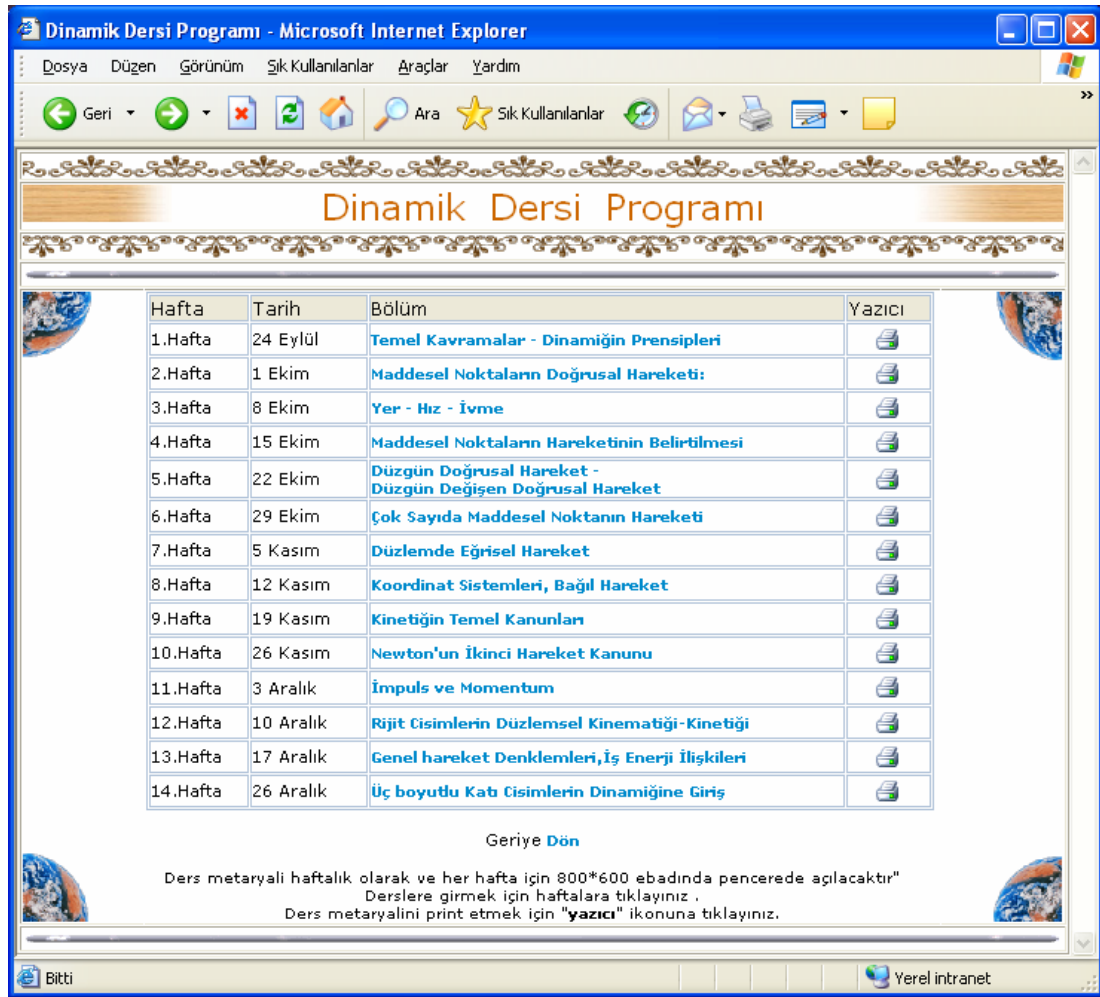 Dinamik Dersi Programı - Microsoft Internet Explorer
Dosya Düzen Görünüm Sık Kullanılanlar Araçlar Yardım
Geri Ara Sık Kullanılanlar »
Dinamik Dersi Programı
Hafta Tarih Bölüm Yazıcı
1.Hafta 24 Eylül Temel Kavramalar - Dinamiğin Prensipleri
2.Hafta 1 Ekim Maddesel Noktaların Doğrusal Hareketi:
3.Hafta 8 Ekim Yer - Hız - İvme
4.Hafta 15 Ekim Maddesel Noktaların Hareketinin Belirtilmesi
5.Hafta 22 Ekim Düzgün Doğrusal Hareket -
Düzgün Değişen Doğrusal Hareket
6.Hafta 29 Ekim Çok Sayıda Maddesel Noktanın Hareketi
7.Hafta 5 Kasım Düzlemde Eğrisel Hareket
8.Hafta 12 Kasım Koordinat Sistemleri, Bağıl Hareket
9.Hafta 19 Kasım Kinetiğin Temel Kanunları
10.Hafta 26 Kasım Newton'un İkinci Hareket Kanunu
11.Hafta 3 Aralık İmpuls ve Momentum
12.Hafta 10 Aralık Rijit Cisimlerin Düzlemsel Kinematiği-Kinetiği
13.Hafta 17 Aralık Genel hareket Denklemleri,İş Enerji İlişkileri
14.Hafta 26 Aralık Üç boyutlu Katı Cisimlerin Dinamiğine Giriş
Geriye Dön
Ders metaryali haftalık olarak ve her hafta için 800*600 ebadında pencerede açılacaktır"
Derslere girmek için haftalara tıklayınız .
Ders metaryalini print etmek için "yazıcı" ikonuna tıklayınız.
Bitti Yerel intranet